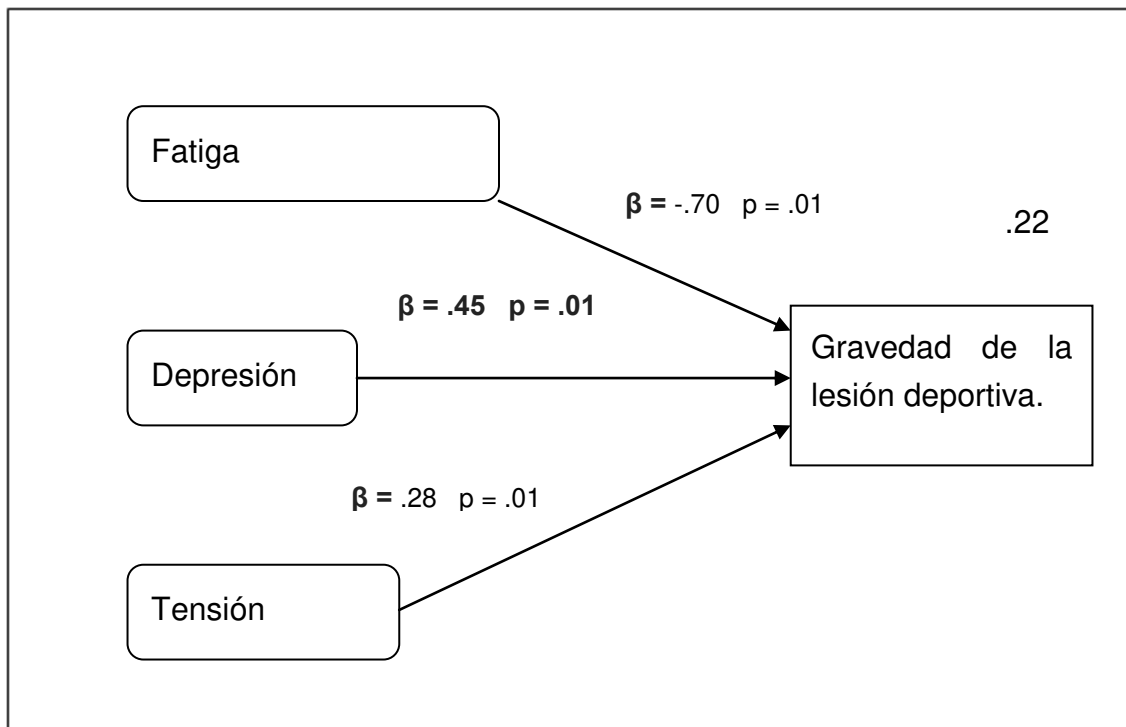 Fatiga
β = -.70 p = .01
.22
β = .45 p = .01
Depresión
Gravedad de la
lesión deportiva.
β = .28 p = .01
Tensión